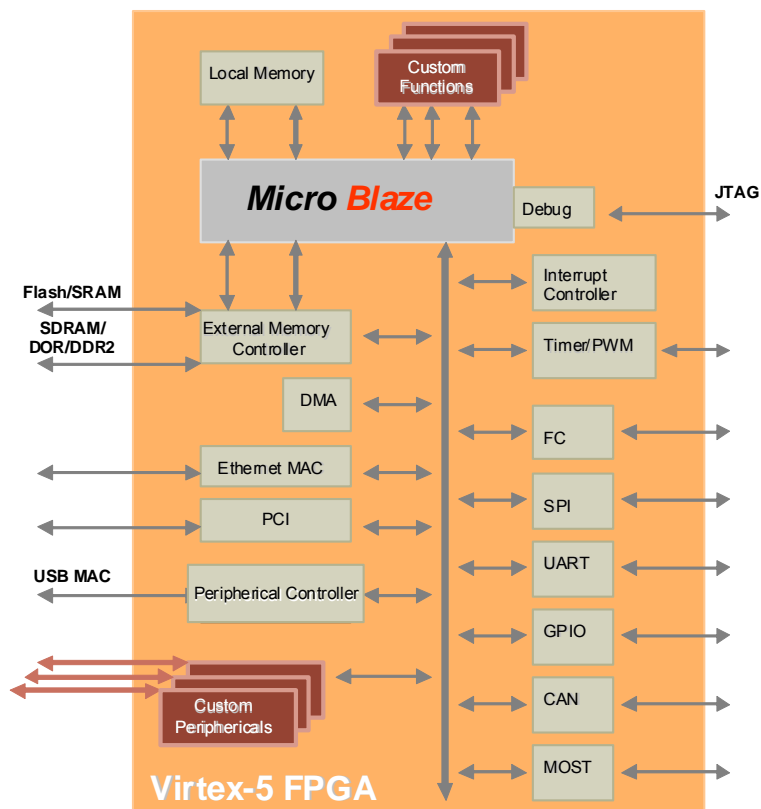 Local Memory
Custom
Functions
Micro Blaze
Debug
JTAG
Flash/SRAM
SDRAM/
DOR/DDR2
External Memory
Controller
DMA
Ethernet MAC
PCI
USB MAC
Peripherical Controller
Custom
Periphericals
Interrupt
Controller
Timer/PWM
FC
SPI
UART
GPIO
CAN
MOST
Virtex-5 FPGA